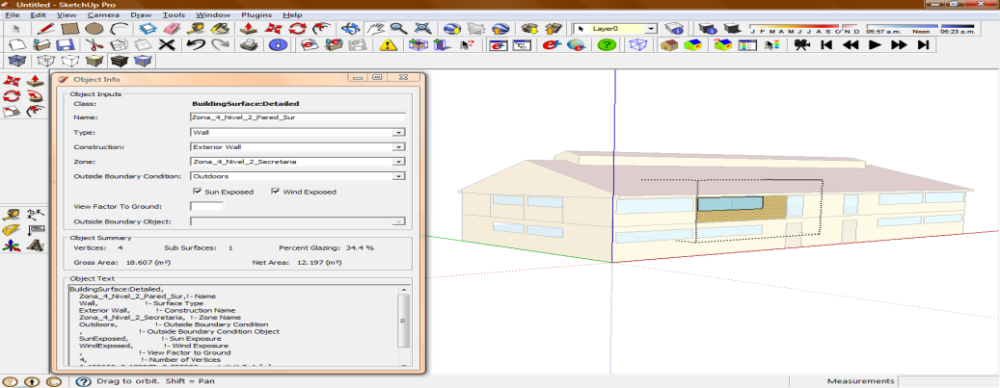 Untitled - SketchUp Pro
File Edit View Camera Draw Tools Window Plugins Help
Layer0
J F M A M J J A S O N D 06:57 a.m. Noon 05:23 p.m.
Object Info
Object Inputs
Class: BuildingSurface:Detailed
Name: Zona_4_Nivel_2_Pared_Sur
Type: Wall
Construction: Exterior Wall
Zone: Zona_4_Nivel_2_Secretaria
Outside Boundary Condition: Outdoors
Sun Exposed Wind Exposed
View Factor To Ground:
Outside Boundary Object:
Object Summary
Vertices: 4 Sub Surfaces: 1 Percent Glazing: 34.4 %
Gross Area: 18.607 (m²) Net Area: 12.197 (m²)
Object Text
BuildingSurface:Detailed,
Zona_4_Nivel_2_Pared_Sur,!- Name
Wall, !- Surface Type
Exterior Wall, !- Construction Name
Zona_4_Nivel_2_Secretaria, !- Zone Name
Outdoors, !- Outside Boundary Condition
, !- Outside Boundary Condition Object
SunExposed, !- Sun Exposure
WindExposed, !- Wind Exposure
, !- View Factor to Ground
4, !- Number of Vertices
Drag to orbit. Shift = Pan
Measurements